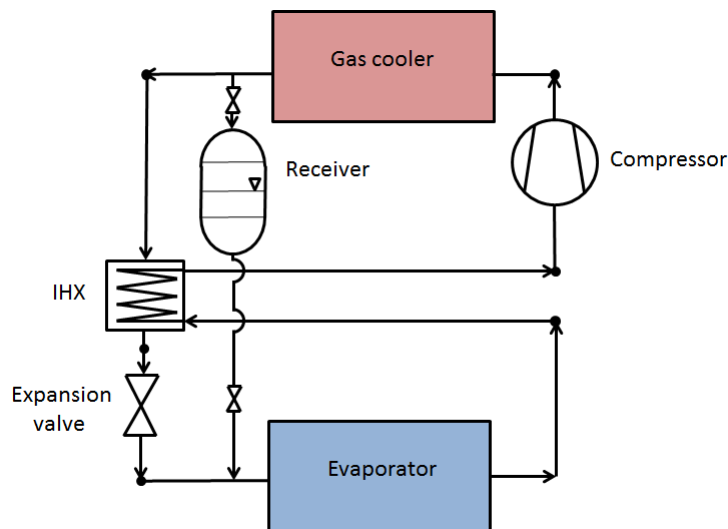 Gas cooler
Compressor
Receiver
IHX
Expansion
valve
Evaporator